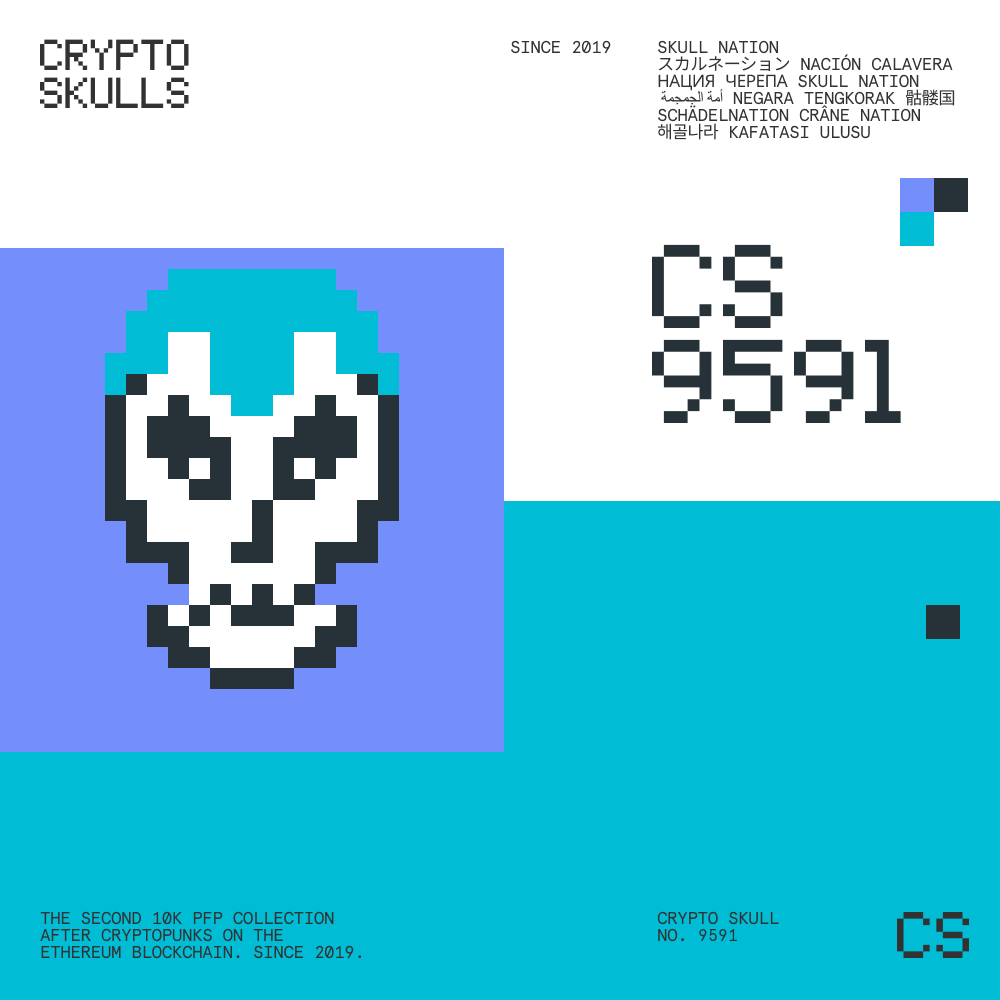 CRYPTO
SKULLS
SINCE 2019
SKULL NATION
スカルネーション NACIÓN CALAVERA
НАЦИЯ ЧЕРЕПА SKULL NATION
أمة الجمجمة NEGARA TENGKORAK 骷髅国
SCHÄDELNATION CRÂNE NATION
해골나라 KAFATASI ULUSU
CS
9591
THE SECOND 10K PFP COLLECTION
AFTER CRYPTOPUNKS ON THE
ETHEREUM BLOCKCHAIN. SINCE 2019.
CRYPTO SKULL
NO. 9591
CS